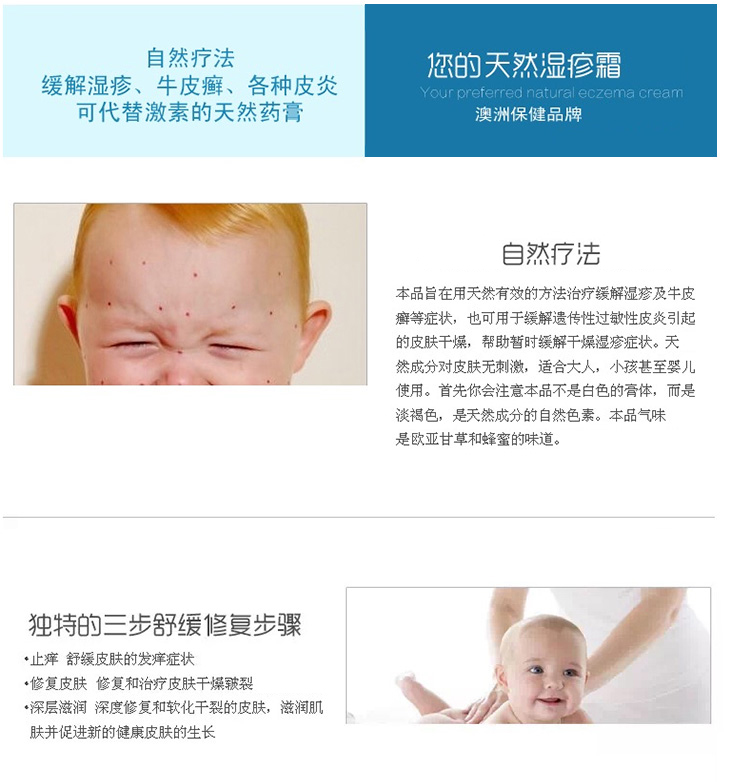 自然疗法
缓解湿疹、牛皮癣、各种皮炎
可代替激素的天然药膏
您的天然湿疹霜
Your preferred natural eczema cream
澳洲保健品牌
自然疗法
本品旨在用天然有效的方法治疗缓解湿疹及牛皮
癣等症状，也可用于缓解遗传性过敏性皮炎引起
的皮肤干燥，帮助暂时缓解干燥湿疹症状。天
然成分对皮肤无刺激，适合大人，小孩甚至婴儿
使用。首先你会注意本品不是白色的膏体，而是
淡褐色，是天然成分的自然色素。本品气味
是欧亚甘草和蜂蜜的味道。
独特的三步舒缓修复步骤
•止痒 舒缓皮肤的发痒症状
•修复皮肤 修复和治疗皮肤干燥皲裂
•深层滋润 深度修复和软化干裂的皮肤，滋润肌
肤并促进新的健康皮肤的生长